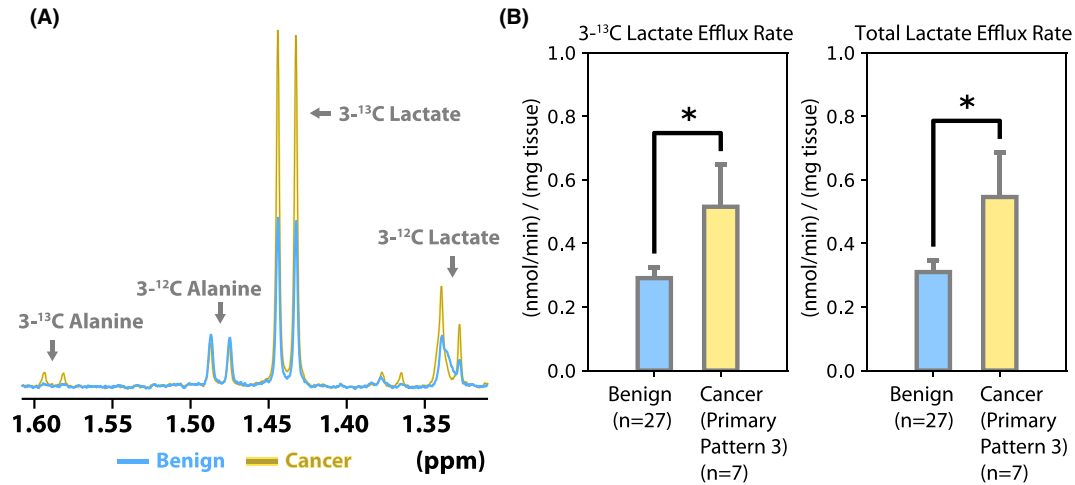 (A)
3-¹³C Lactate
3-¹²C Lactate
3-¹²C Alanine
3-¹³C Alanine
1.60 1.55 1.50 1.45 1.40 1.35
Benign Cancer (ppm)
(B)
3-¹³C Lactate Efflux Rate
(nmol/min) / (mg tissue)
1.0
0.8
0.6
0.4
0.2
0.0
*
Benign
(n=27)
Cancer
(Primary
Pattern 3)
(n=7)
Total Lactate Efflux Rate
(nmol/min) / (mg tissue)
1.0
0.8
0.6
0.4
0.2
0.0
*
Benign
(n=27)
Cancer
(Primary
Pattern 3)
(n=7)